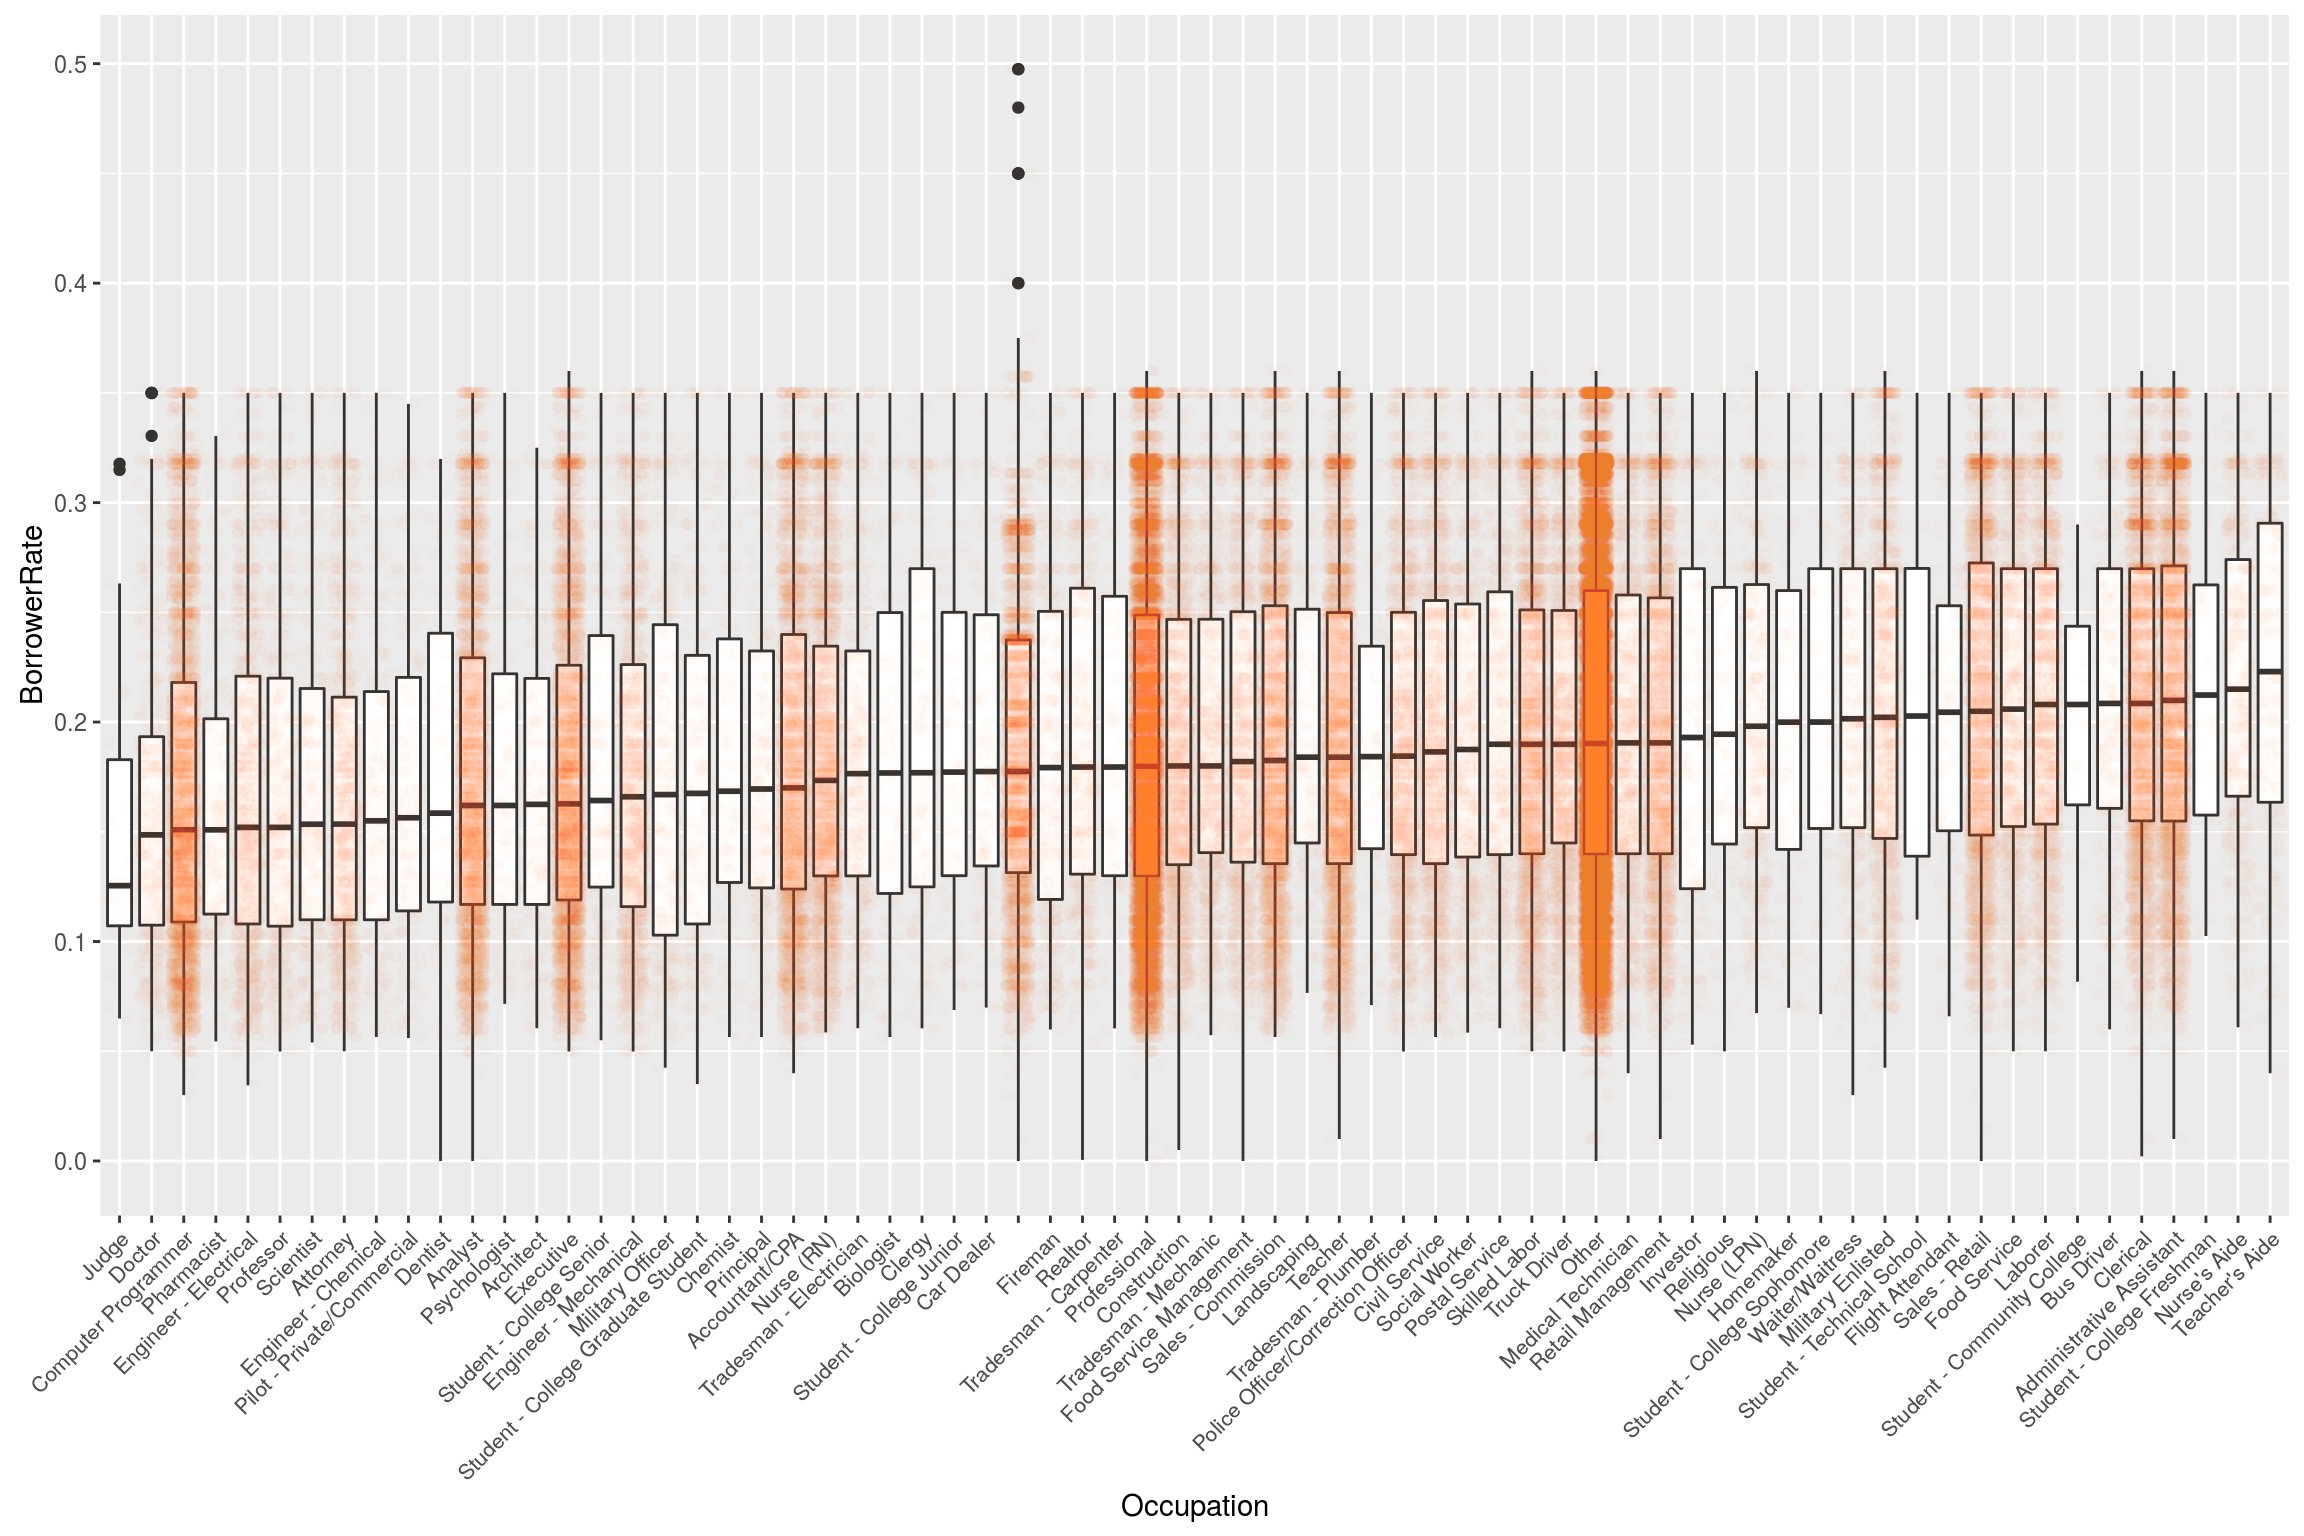 BorrowerRate
0.5
0.4
0.3
0.2
0.1
0.0
Judge
Doctor
Computer Programmer
Pharmacist
Engineer - Electrical
Professor
Scientist
Attorney
Engineer - Chemical
Pilot - Private/Commercial
Dentist
Analyst
Psychologist
Architect
Executive
Student - College Senior
Engineer - Mechanical
Military Officer
Student - College Graduate Student
Chemist
Principal
Accountant/CPA
Nurse (RN)
Tradesman - Electrician
Biologist
Clergy
Student - College Junior
Car Dealer
Fireman
Realtor
Tradesman - Carpenter
Professional
Construction
Tradesman - Mechanic
Food Service Management
Sales - Commission
Landscaping
Teacher
Tradesman - Plumber
Police Officer/Correction Officer
Civil Service
Social Worker
Postal Service
Skilled Labor
Truck Driver
Other
Medical Technician
Retail Management
Investor
Religious
Nurse (LPN)
Homemaker
Student - College Sophomore
Waiter/Waitress
Military Enlisted
Student - Technical School
Flight Attendant
Sales - Retail
Food Service
Laborer
Student - Community College
Bus Driver
Clerical
Administrative Assistant
Student - College Freshman
Nurse's Aide
Teacher's Aide
Occupation